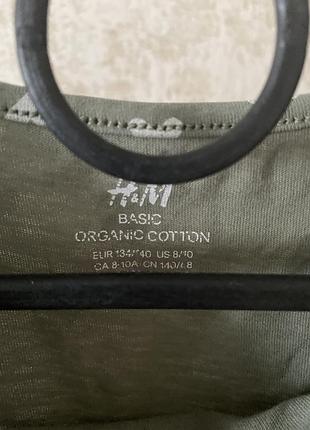 H&M
BASIC
ORGANIC COTTON
EUR 134/140 US 8/10
CA 8-10A CN 140/68